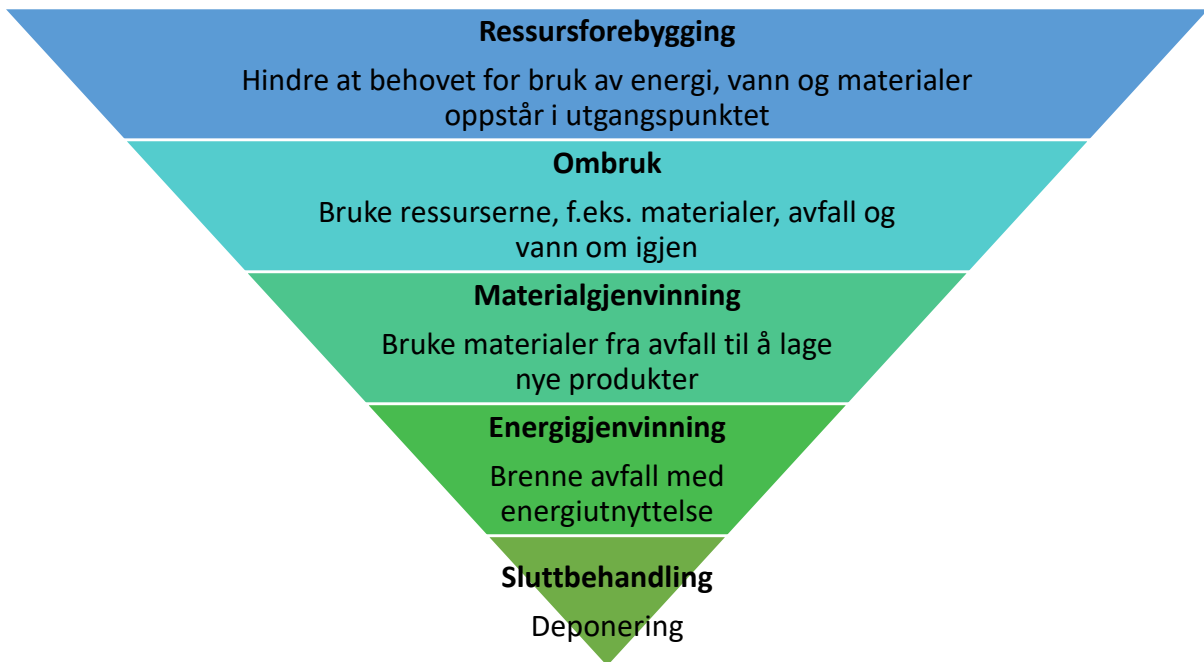 Ressursforebygging
Hindre at behovet for bruk av energi, vann og materialer
oppstår i utgangspunktet
Ombruk
Bruke ressurserne, f.eks. materialer, avfall og
vann om igjen
Materialgjenvinning
Bruke materialer fra avfall til å lage
nye produkter
Energigjenvinning
Brenne avfall med
energiutnyttelse
Sluttbehandling
Deponering